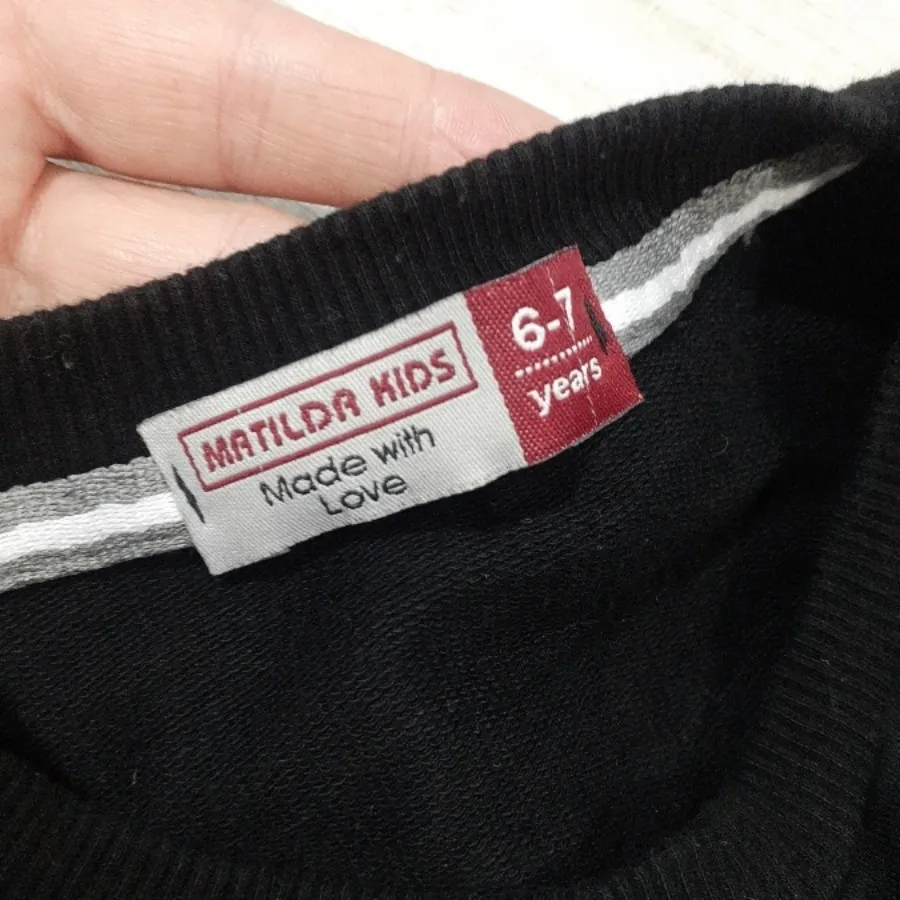 MATILDA KIDS
Made with
Love
6-7
years